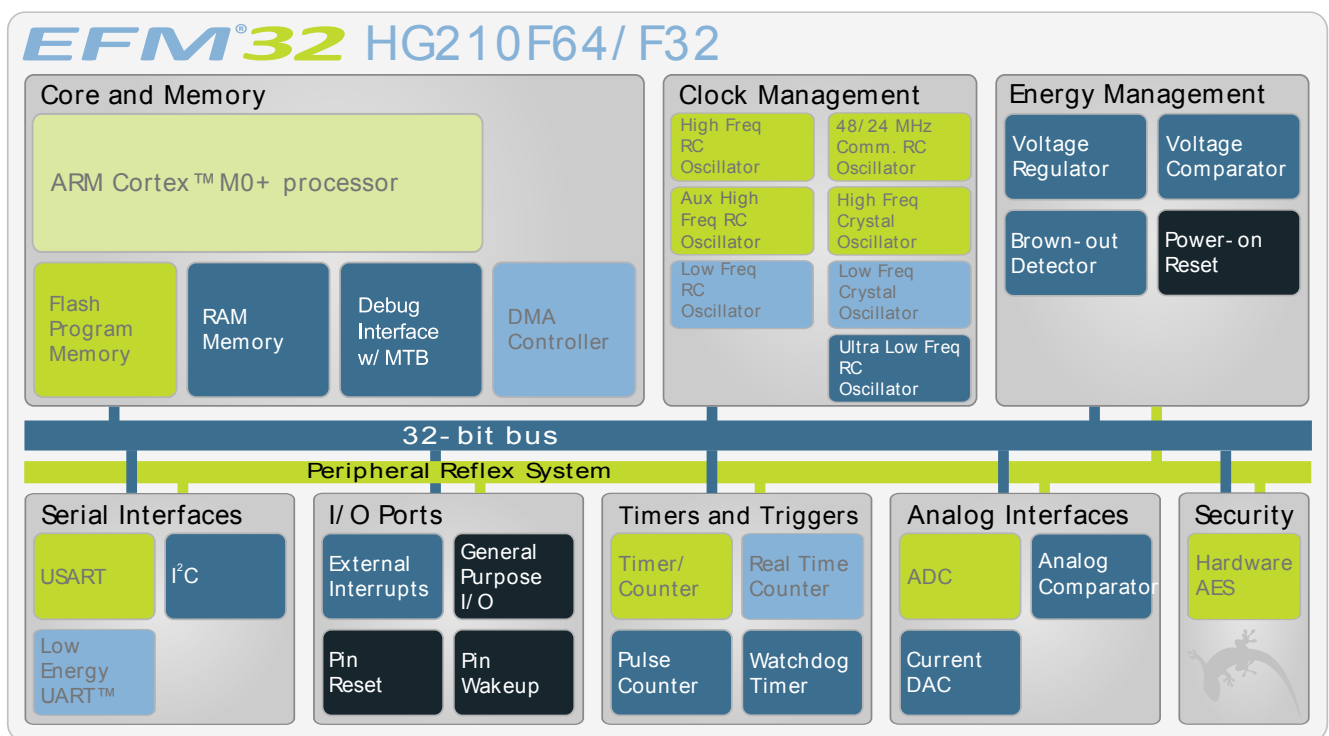 EFM®32 HG210F64/F32
Core and Memory
ARM Cortex™ M0+ processor
Flash
Program
Memory
RAM
Memory
Debug
Interface
w/ MTB
DMA
Controller
Clock Management
High Freq
RC
Oscillator
48/24 MHz
Comm. RC
Oscillator
Aux High
Freq RC
Oscillator
High Freq
Crystal
Oscillator
Low Freq
RC
Oscillator
Low Freq
Crystal
Oscillator
Ultra Low Freq
RC
Oscillator
Energy Management
Voltage
Regulator
Voltage
Comparator
Brown-out
Detector
Power-on
Reset
32-bit bus
Peripheral Reflex System
Serial Interfaces
USART
I²C
Low
Energy
UART™
I/O Ports
External
Interrupts
General
Purpose
I/O
Pin
Reset
Pin
Wakeup
Timers and Triggers
Timer/
Counter
Real Time
Counter
Pulse
Counter
Watchdog
Timer
Analog Interfaces
ADC
Analog
Comparator
Current
DAC
Security
Hardware
AES